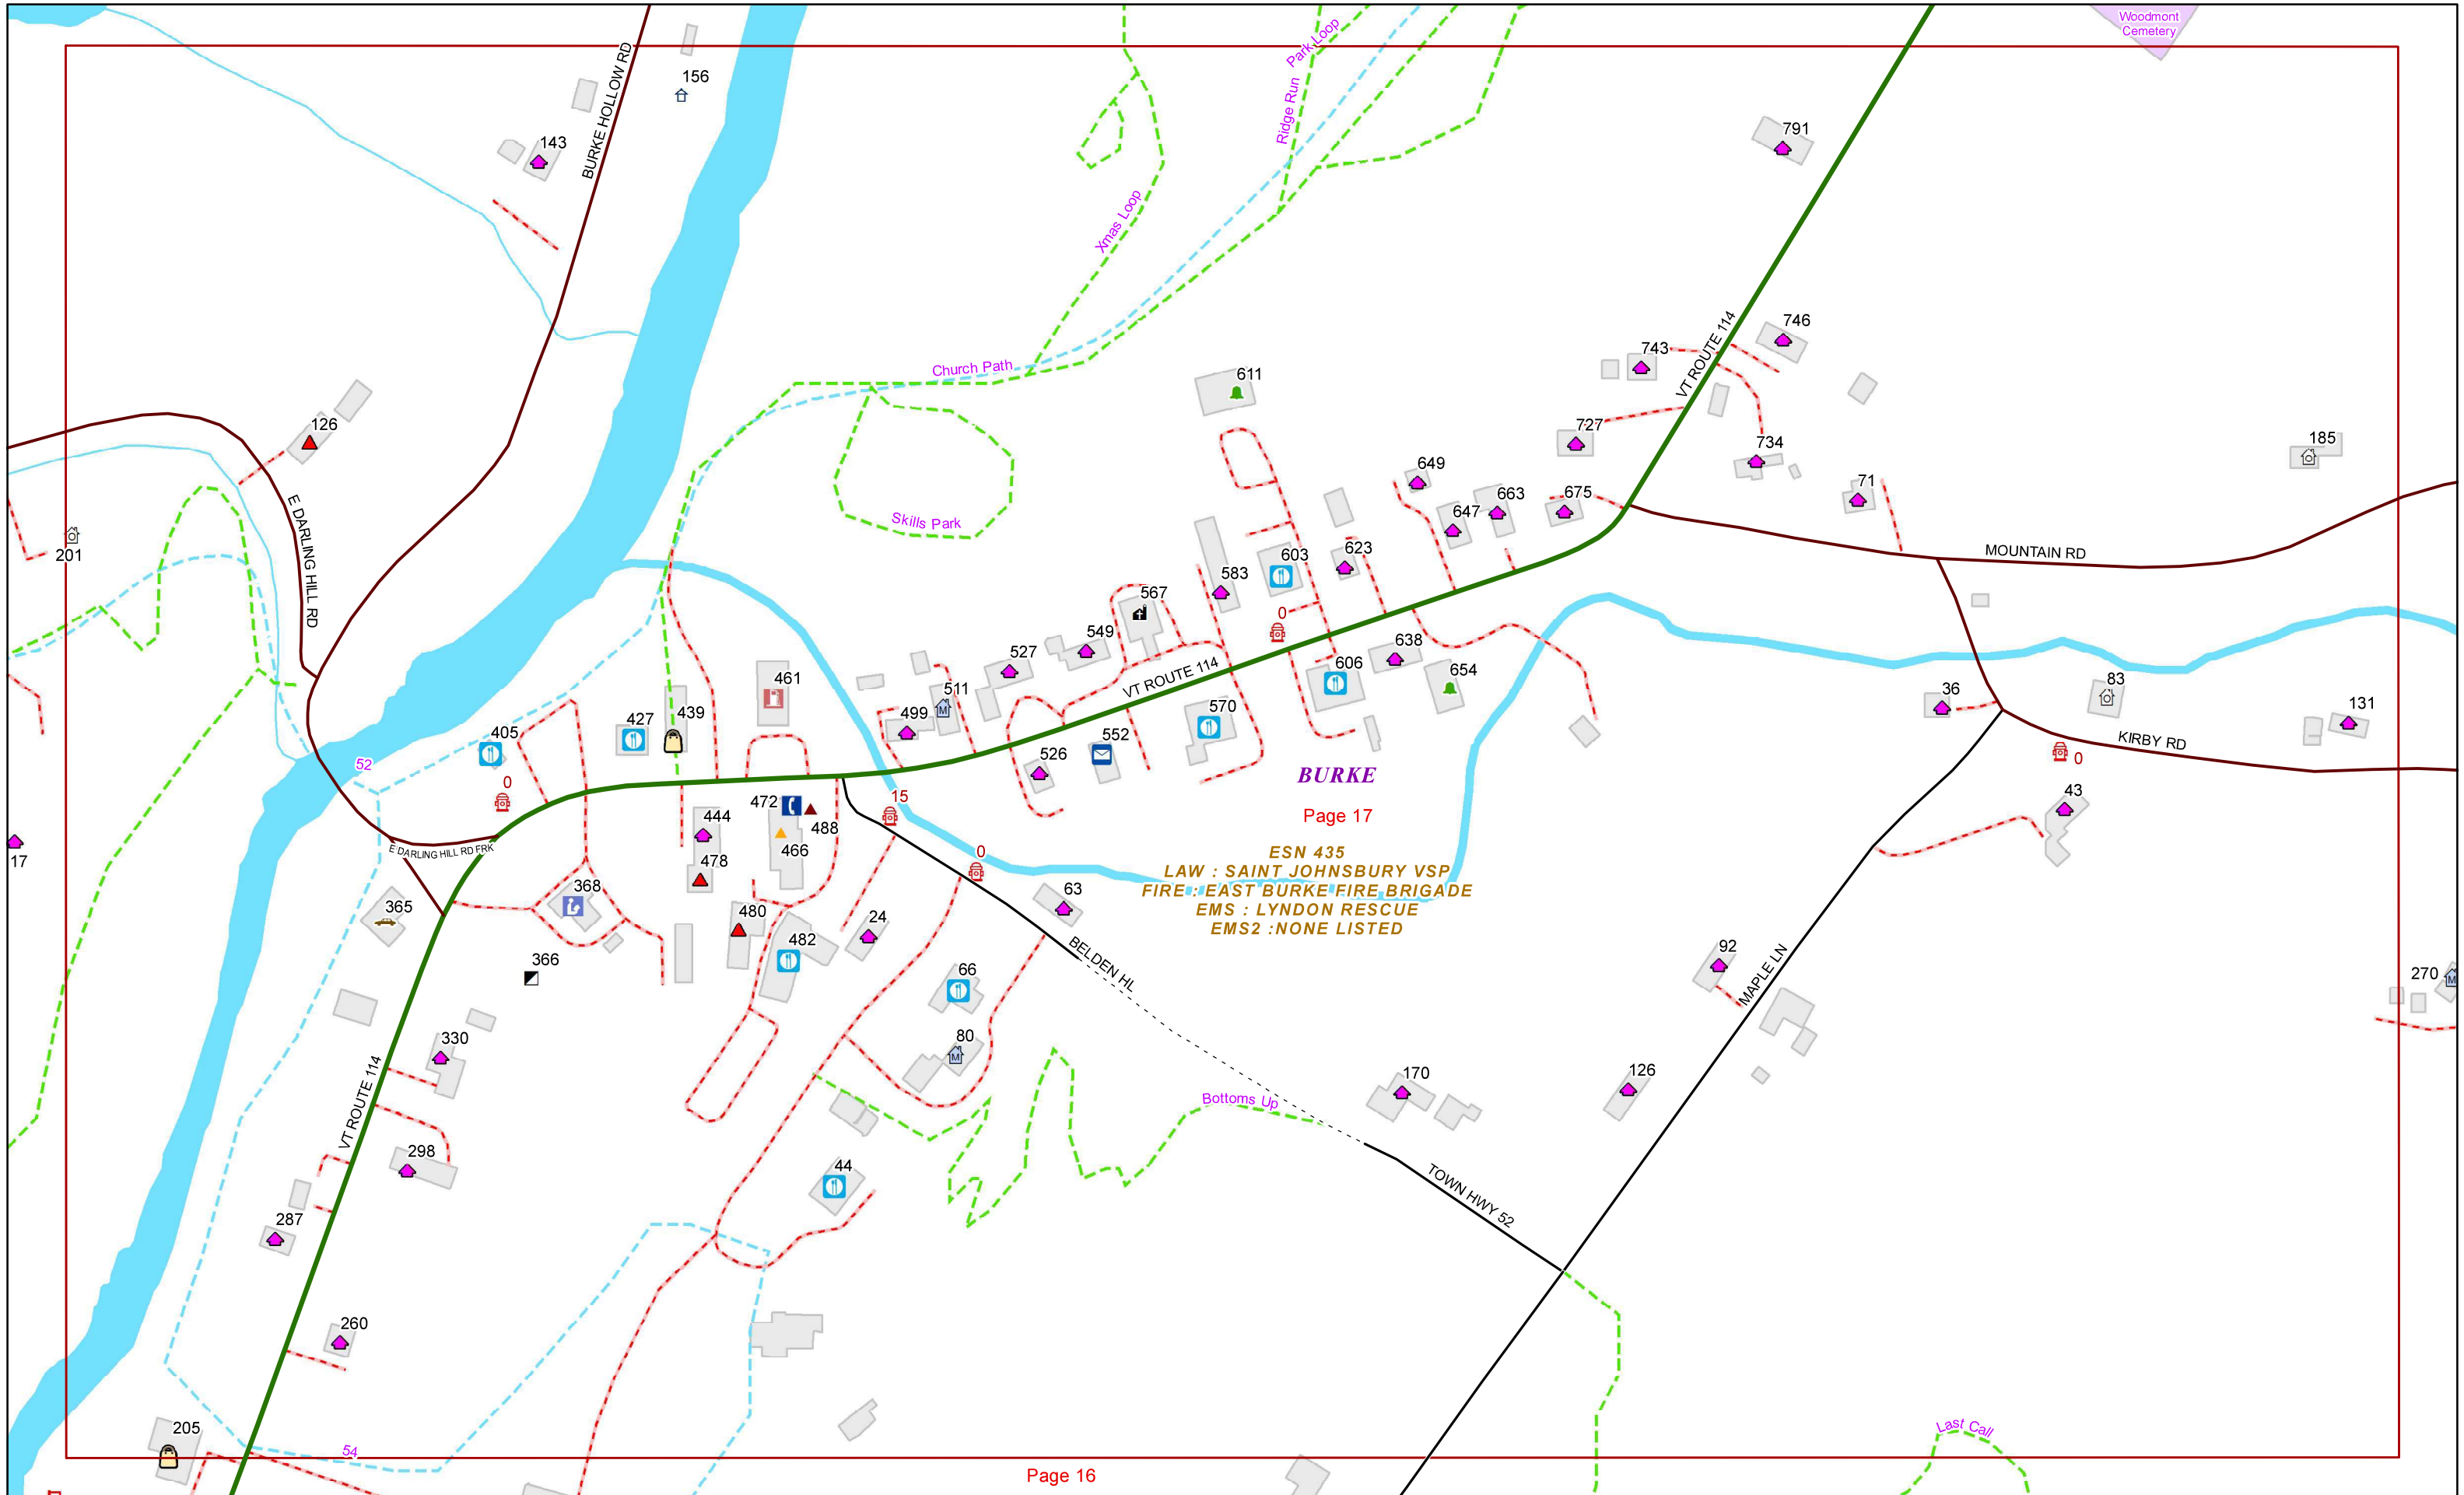 Woodmont
Cemetery
BURKE HOLLOW RD
156
143
Ridge Run
Park Loop
Xmas Loop
791
VT ROUTE 114
746
743
727
734
Church Path
611
126
E DARLING HILL RD
201
Skills Park
649
647
663
675
71
185
MOUNTAIN RD
603
623
583
0
567
549
527
VT ROUTE 114
638
606
654
461
511
499
439
427
405
52
0
570
552
526
BURKE
Page 17
36
83
131
KIRBY RD
0
43
17
E DARLING HILL RD FRK
444
472
488
466
478
15
0
ESN 435
LAW : SAINT JOHNSBURY VSP
FIRE : EAST BURKE FIRE BRIGADE
EMS : LYNDON RESCUE
EMS2 :NONE LISTED
368
365
366
480
482
24
63
BELDEN HL
66
80
92
MAPLE LN
270
330
VT ROUTE 114
298
287
170
126
Bottoms Up
TOWN HWY 52
44
260
205
54
Last Call
Page 16
M
M
M